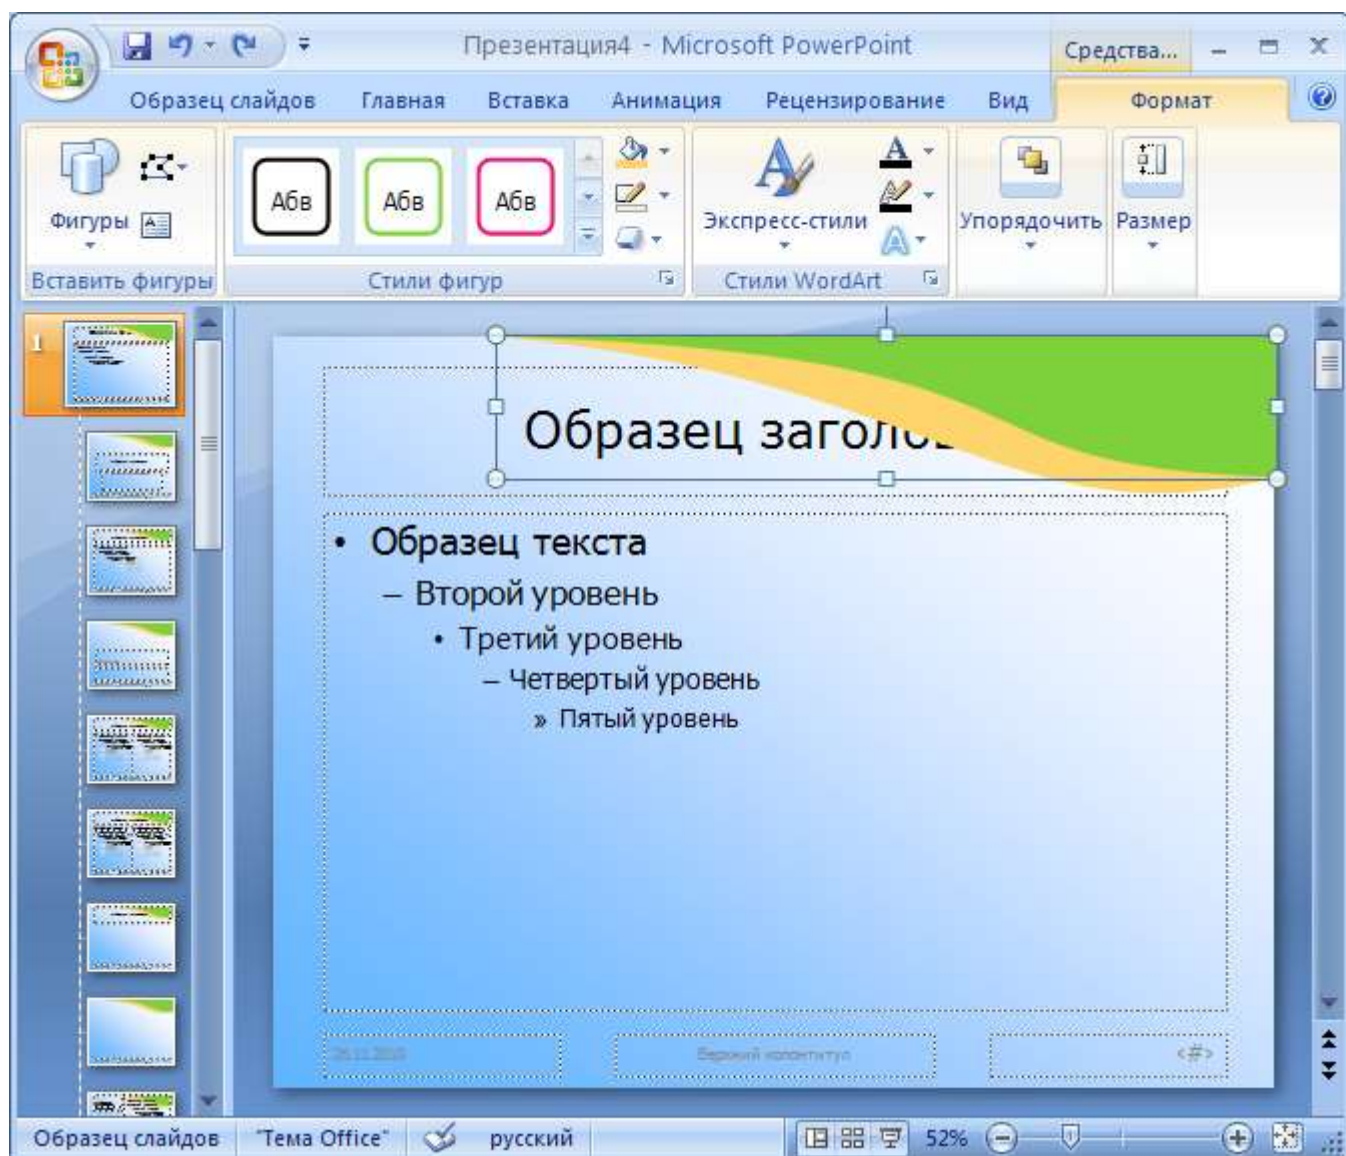 Презентация4 - Microsoft PowerPoint
Средства...
Образец слайдов Главная Вставка Анимация Рецензирование Вид Формат
Абв Абв Абв
Фигуры Экспресс-стили Упорядочить Размер
Вставить фигуры Стили фигур Стили WordArt
1
Образец заголов
• Образец текста
– Второй уровень
• Третий уровень
– Четвертый уровень
» Пятый уровень
<#>
Образец слайдов "Тема Office" русский 52%